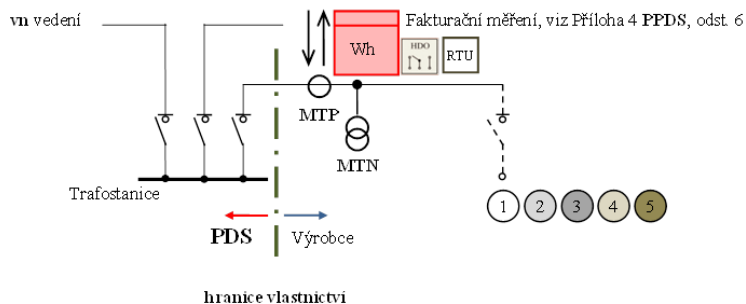 vn vedení
Fakturační měření, viz Příloha 4 PPDS, odst. 6
Wh
HDO
RTU
MTP
MTN
Trafostanice
1 2 3 4 5
PDS
Výrobce
hranice vlastnictví